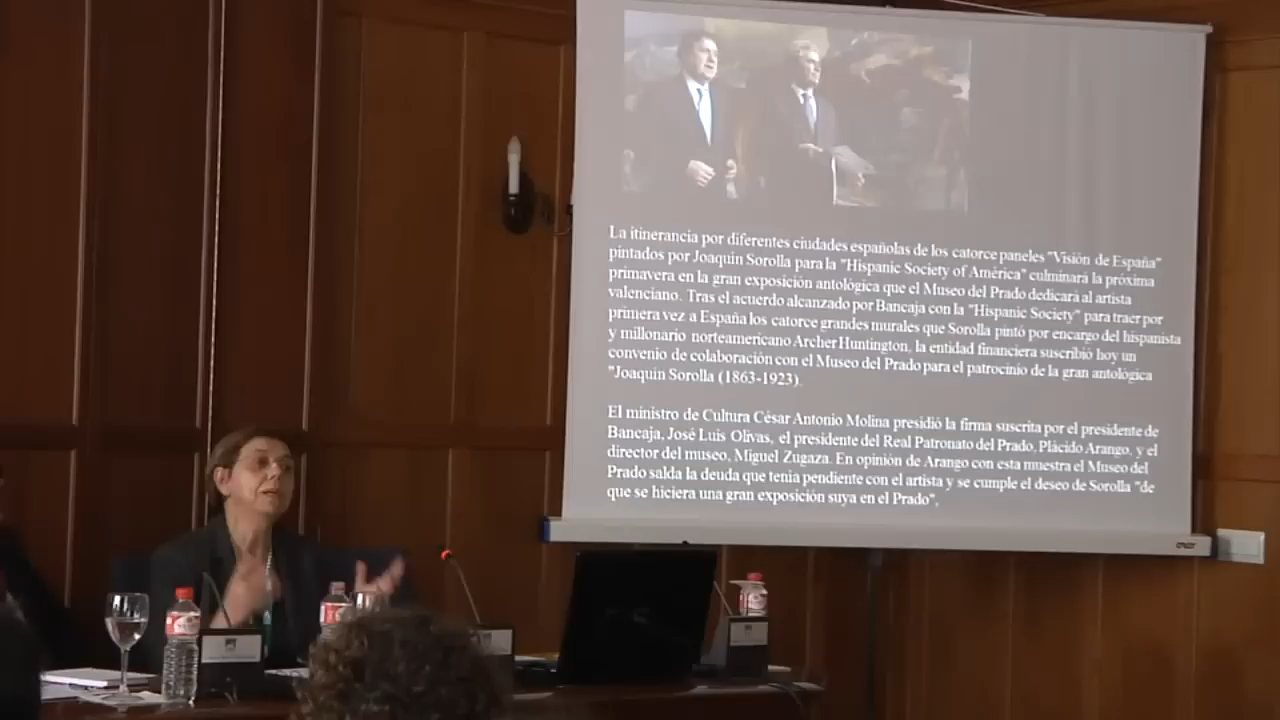 La itinerancia por diferentes ciudades españolas de los catorce paneles "Visión de España"
pintados por Joaquín Sorolla para la "Hispanic Society of América" culminará la próxima
primavera en la gran exposición antológica que el Museo del Prado dedicará al artista
valenciano. Tras el acuerdo alcanzado por Bancaja con la "Hispanic Society" para traer por
primera vez a España los catorce grandes murales que Sorolla pintó por encargo del hispanista
y millonario norteamericano Archer Huntington, la entidad financiera suscribió hoy un
convenio de colaboración con el Museo del Prado para el patrocinio de la gran antológica
"Joaquín Sorolla (1863-1923).
El ministro de Cultura César Antonio Molina presidió la firma suscrita por el presidente de
Bancaja, José Luis Olivas, el presidente del Real Patronato del Prado, Plácido Arango, y el
director del museo, Miguel Zugaza. En opinión de Arango con esta muestra el Museo del
Prado salda la deuda que tenia pendiente con el artista y se cumple el deseo de Sorolla "de
que se hiciera una gran exposición suya en el Prado",